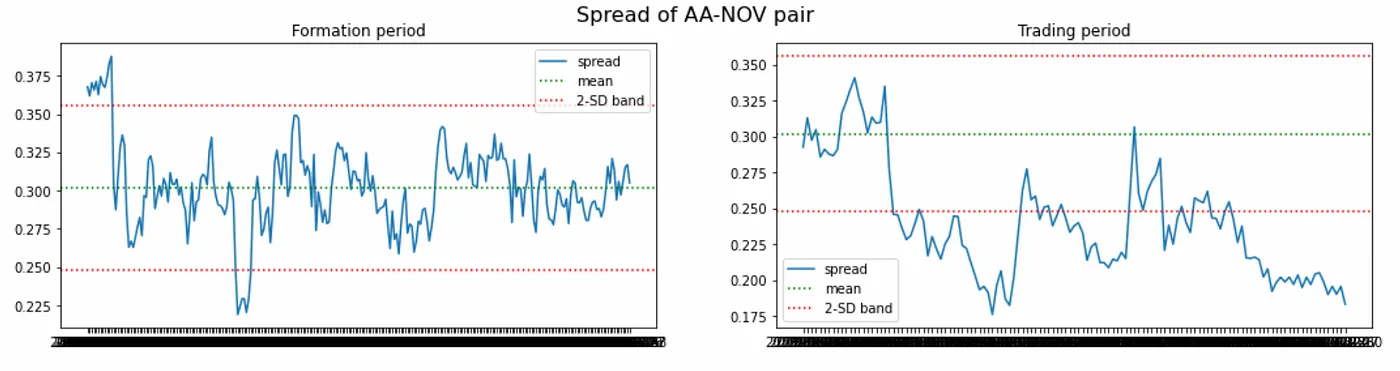 Spread of AA-NOV pair
Formation period
0.375
0.350
0.325
0.300
0.275
0.250
0.225
spread
mean
2-SD band
Trading period
0.350
0.325
0.300
0.275
0.250
0.225
0.200
0.175
spread
mean
2-SD band